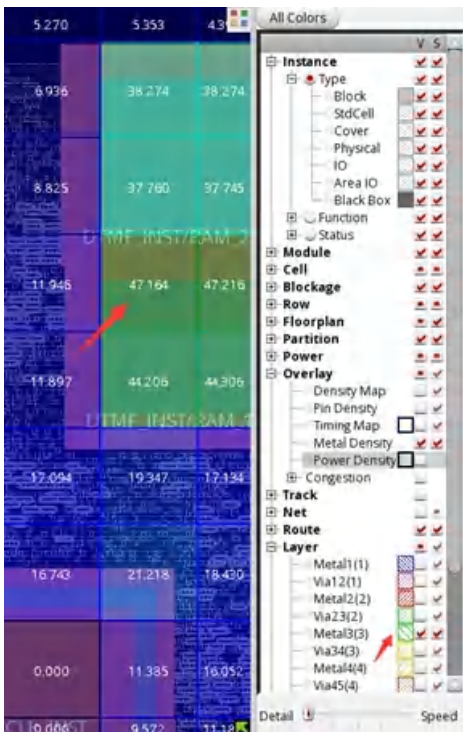 5.270 5.353
6.936 38.274 38.274
8.825 37.760 37.745
DTMF_INST/RAM_2
11.946 47.164 47.216
11.897 44.206 44.306
DTMF_INST/RAM_1
17.094 19.347 17.134
16.743 21.218 18.430
0.000 11.385 16.052
9.572
All Colors
V S
Instance
Type
Block
StdCell
Cover
Physical
IO
Area IO
Black Box
Function
Status
Module
Cell
Blockage
Row
Floorplan
Partition
Power
Overlay
Density Map
Pin Density
Timing Map
Metal Density
Power Density
Congestion
Track
Net
Route
Layer
Metal1(1)
Via12(1)
Metal2(2)
Via23(2)
Metal3(3)
Via34(3)
Metal4(4)
Via45(4)
Detail Speed